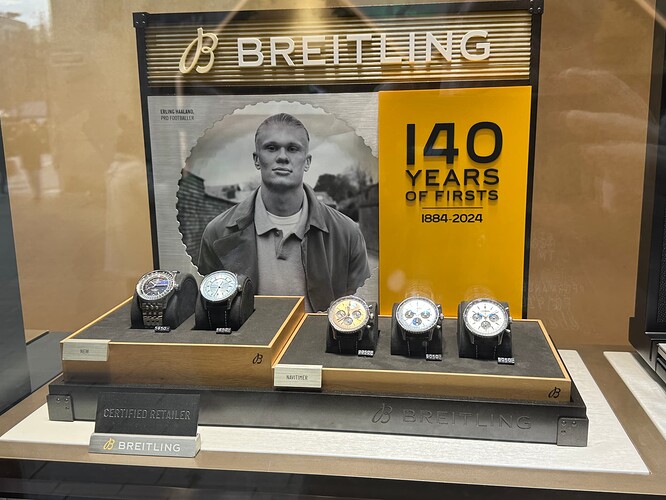 BREITLING
ERLING HAALAND,
PRO FOOTBALLER
140
YEARS
OF FIRSTS
1884-2024
NEW
NAVITIMER
BREITLING
CERTIFIED RETAILER
BREITLING